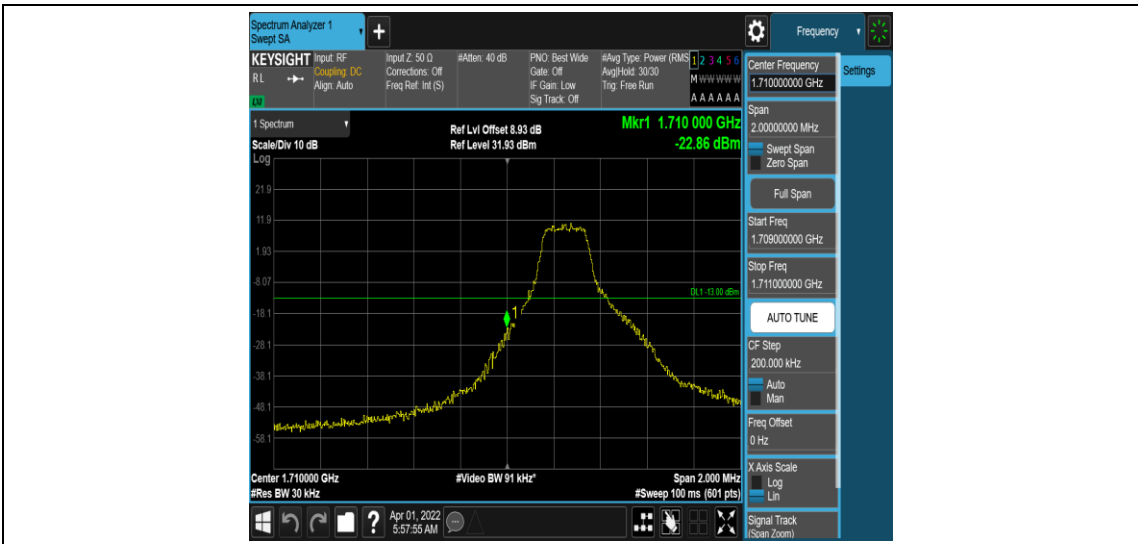 Spectrum Analyzer 1
Swept SA
+
Frequency
KEYSIGHT
RL
LXI
Input: RF
Coupling: DC
Align: Auto
Input Z: 50 Ω
Corrections: Off
Freq Ref: Int (S)
#Atten: 40 dB
PNO: Best Wide
Gate: Off
IF Gain: Low
Sig Track: Off
#Avg Type: Power (RMS
Avg|Hold: 30/30
Trig: Free Run
1 2 3 4 5 6
M W W W W W
A A A A A A
1 Spectrum
Scale/Div 10 dB
Log
Ref Lvl Offset 8.93 dB
Ref Level 31.93 dBm
Mkr1 1.710 000 GHz
-22.86 dBm
21.9
11.9
1.93
-8.07
-18.1
-28.1
-38.1
-48.1
-58.1
DL1 -13.00 dBm
1
Center 1.710000 GHz
#Res BW 30 kHz
#Video BW 91 kHz*
Span 2.000 MHz
#Sweep 100 ms (601 pts)
?
Apr 01, 2022
5:57:55 AM
Center Frequency
1.710000000 GHz
Settings
Span
2.00000000 MHz
Swept Span
Zero Span
Full Span
Start Freq
1.709000000 GHz
Stop Freq
1.711000000 GHz
AUTO TUNE
CF Step
200.000 kHz
Auto
Man
Freq Offset
0 Hz
X Axis Scale
Log
Lin
Signal Track
(Span Zoom)